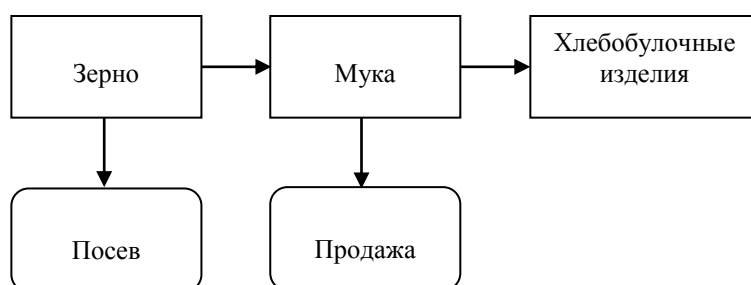 Зерно
Мука
Хлебобулочные
изделия
Посев
Продажа